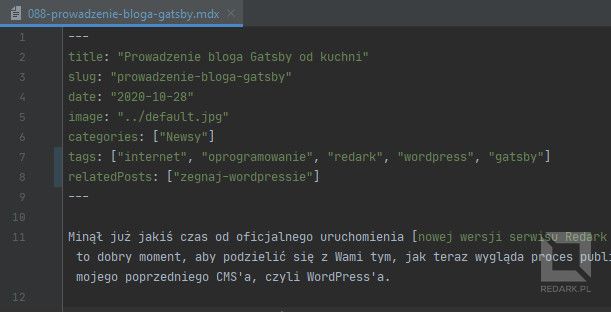 088-prowadzenie-bloga-gatsby.mdx
1 ---
2 title: "Prowadzenie bloga Gatsby od kuchni"
3 slug: "prowadzenie-bloga-gatsby"
4 date: "2020-10-28"
5 image: "../default.jpg"
6 categories: ["Newsy"]
7 tags: ["internet", "oprogramowanie", "redark", "wordpress", "gatsby"]
8 relatedPosts: ["zegnaj-wordpressie"]
9 ---
10
11 Minął już jakiś czas od oficjalnego uruchomienia [nowej wersji serwisu Redark
to dobry moment, aby podzielić się z Wami tym, jak teraz wygląda proces publi
mojego poprzedniego CMS'a, czyli WordPress'a.
12
REDARK.PL